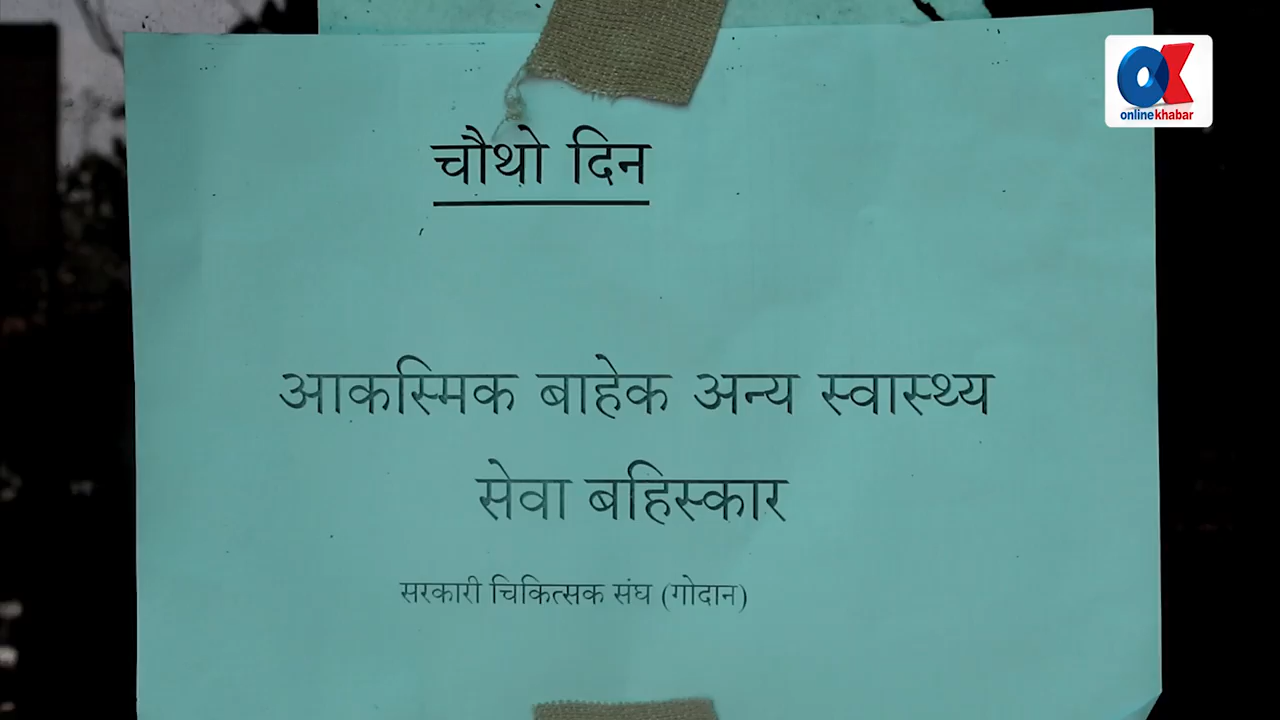 onlinekhabar
चौथो दिन
आकस्मिक बाहेक अन्य स्वास्थ्य
सेवा बहिस्कार
सरकारी चिकित्सक संघ (गोदान)